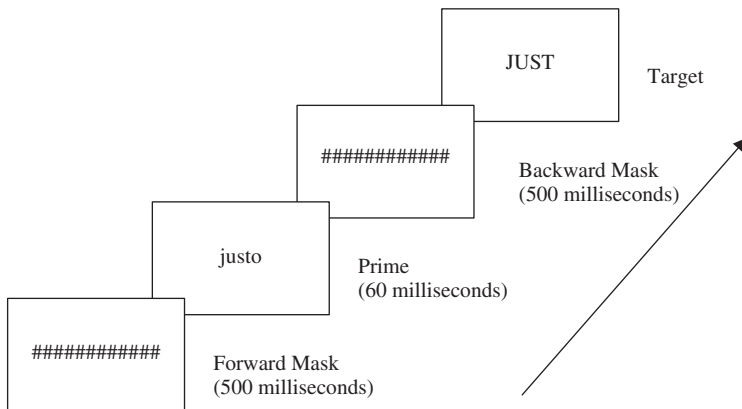 JUST
Target
############
Backward Mask
(500 milliseconds)
justo
Prime
(60 milliseconds)
############
Forward Mask
(500 milliseconds)